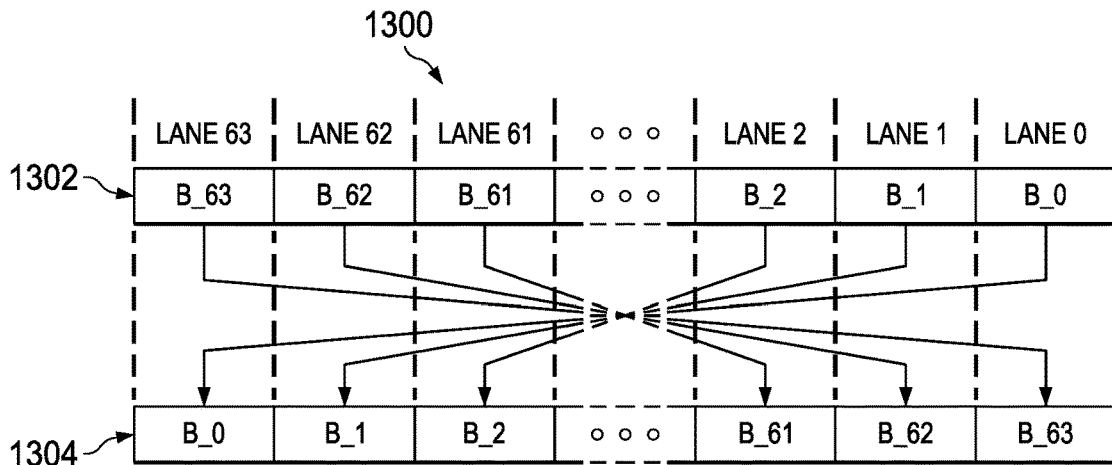 1300
LANE 63 LANE 62 LANE 61 LANE 2 LANE 1 LANE 0
1302 B_63 B_62 B_61 B_2 B_1 B_0
1304 B_0 B_1 B_2 B_61 B_62 B_63